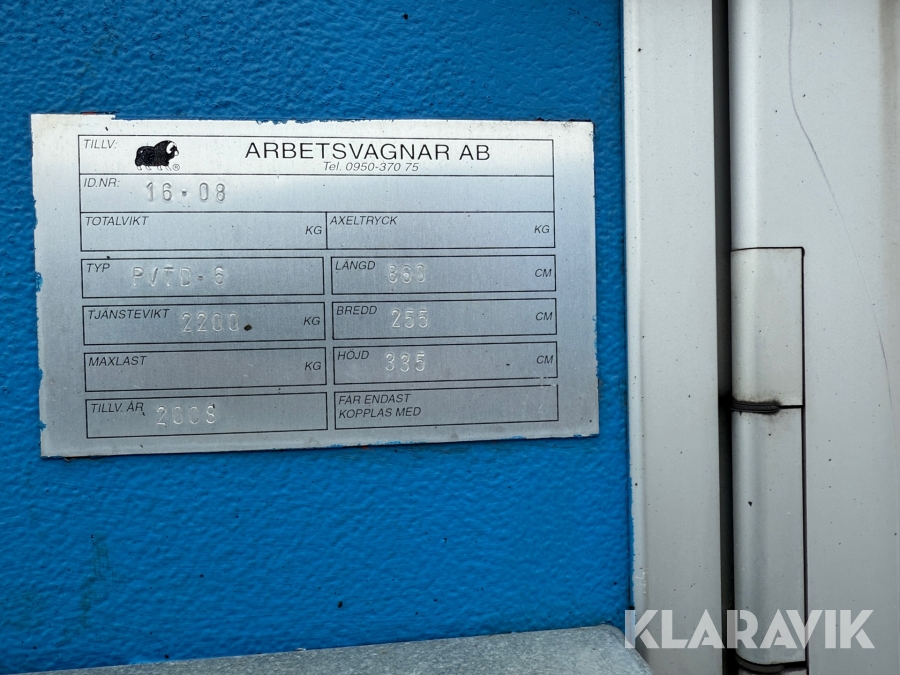 TILLV: ® ARBETSVAGNAR AB
Tel. 0950-370 75
ID.NR: 16-08
TOTALVIKT KG AXELTRYCK KG
TYP LÄNGD CM
TJÄNSTEVIKT 2200 KG BREDD 255 CM
MAXLAST KG HÖJD 335 CM
TILLV. ÅR 2008 FÅR ENDAST
KOPPLAS MED
KLARAVIK